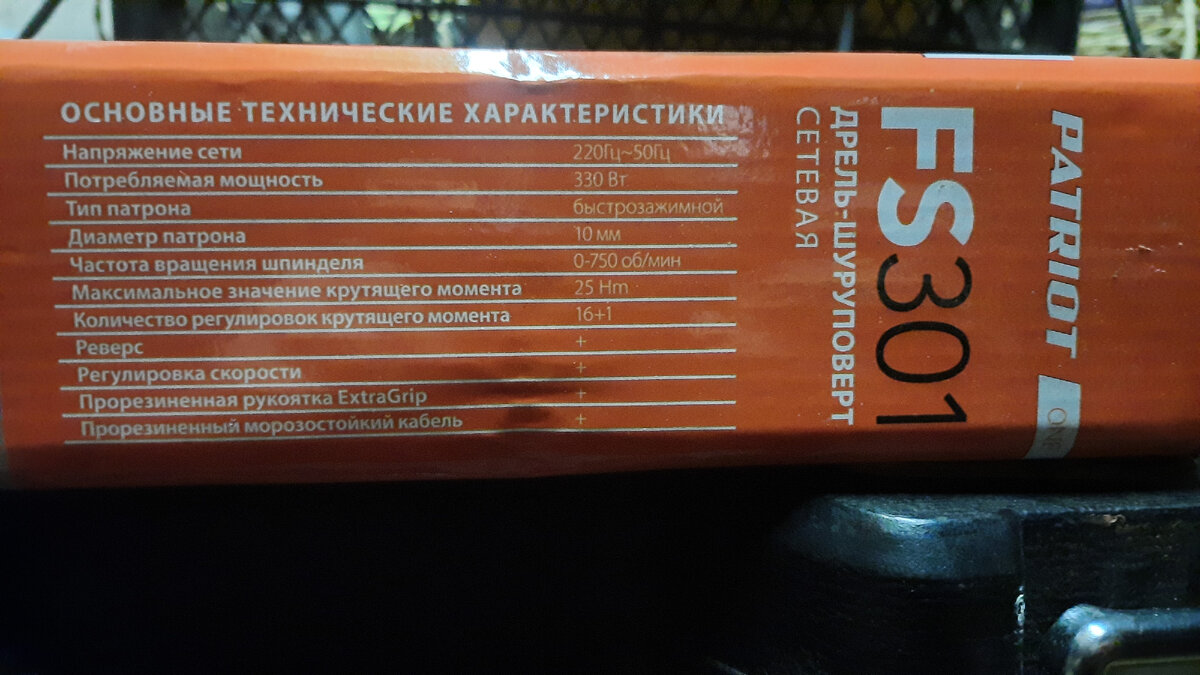 ОСНОВНЫЕ ТЕХНИЧЕСКИЕ ХАРАКТЕРИСТИКИ
Напряжение сети 220Гц~50Гц
Потребляемая мощность 330 Вт
Тип патрона быстрозажимной
Диаметр патрона 10 мм
Частота вращения шпинделя 0-750 об/мин
Максимальное значение крутящего момента 25 Нm
Количество регулировок крутящего момента 16+1
Реверс +
Регулировка скорости +
Прорезиненная рукоятка ExtraGrip +
Прорезиненный морозостойкий кабель +
PATRIOT
ONE
FS301
ДРЕЛЬ-ШУРУПОВЕРТ
СЕТЕВАЯ